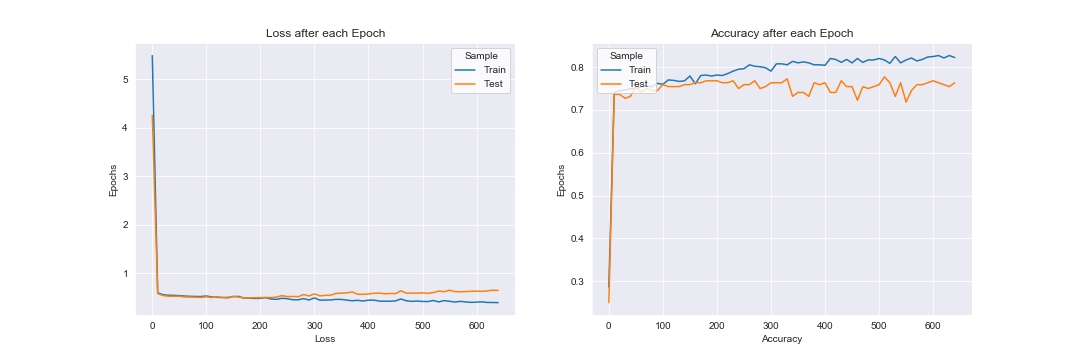 Loss after each Epoch
Sample
Train
Test
5
4
3
2
1
Epochs
0 100 200 300 400 500 600
Loss
Accuracy after each Epoch
Sample
Train
Test
0.8
0.7
0.6
0.5
0.4
0.3
Epochs
0 100 200 300 400 500 600
Accuracy